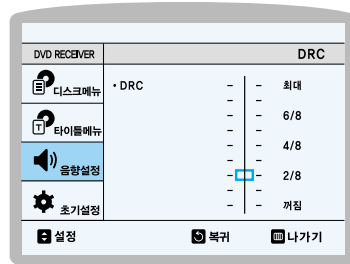 DVD RECEIVER DRC
디스크메뉴
• DRC
최대
T 타이틀메뉴
6/8
4/8
음향설정
2/8
초기설정
꺼짐
설정 복귀 나가기